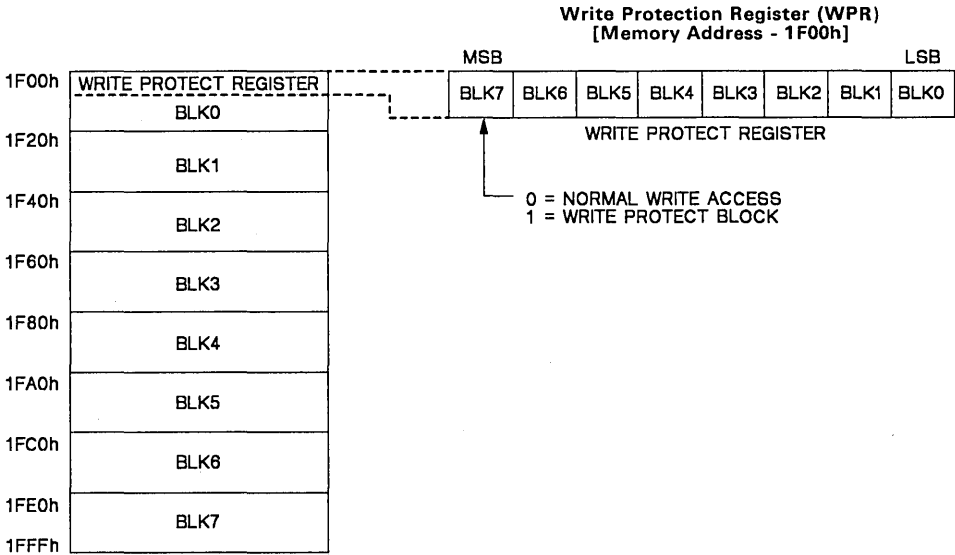 Write Protection Register (WPR)
[Memory Address - 1F00h]
MSB
LSB
1F00h
WRITE PROTECT REGISTER
BLK7 BLK6 BLK5 BLK4 BLK3 BLK2 BLK1 BLK0
BLK0
WRITE PROTECT REGISTER
1F20h
BLK1
0 = NORMAL WRITE ACCESS
1 = WRITE PROTECT BLOCK
1F40h
BLK2
1F60h
BLK3
1F80h
BLK4
1FA0h
BLK5
1FC0h
BLK6
1FE0h
BLK7
1FFFh